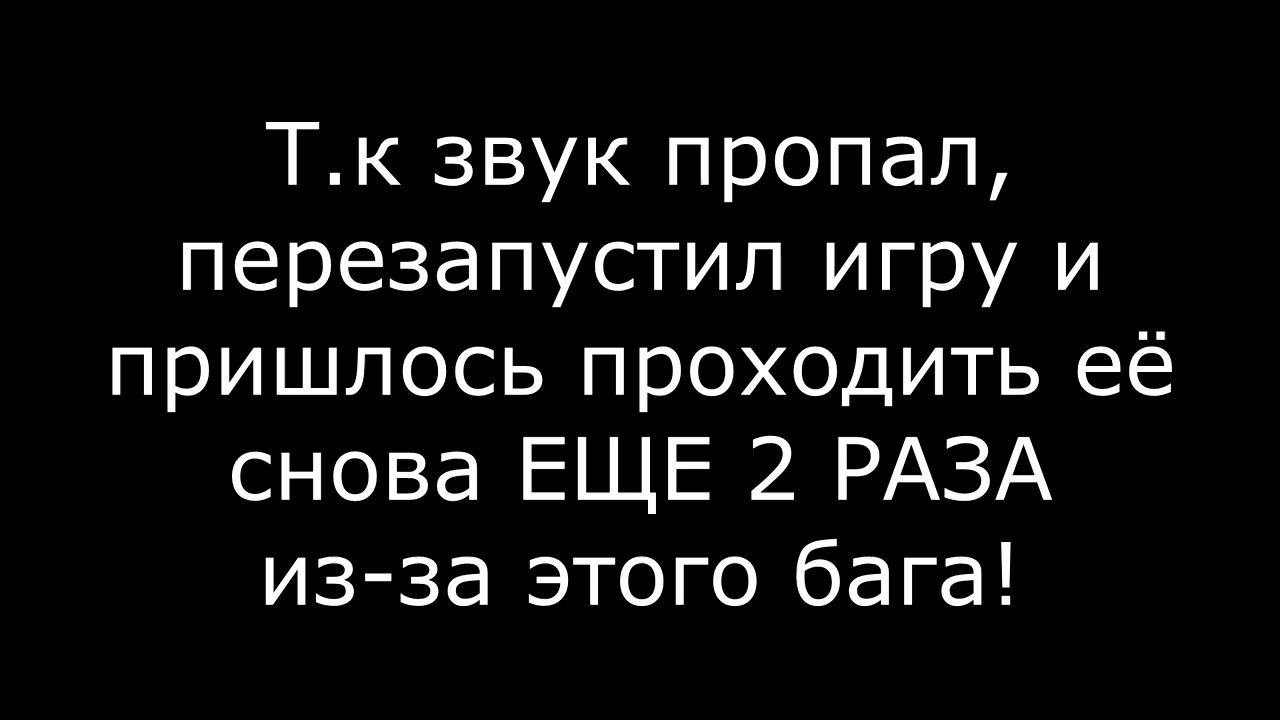 Т.к звук пропал,
перезапустил игру и
пришлось проходить её
снова ЕЩЕ 2 РАЗА
из-за этого бага!